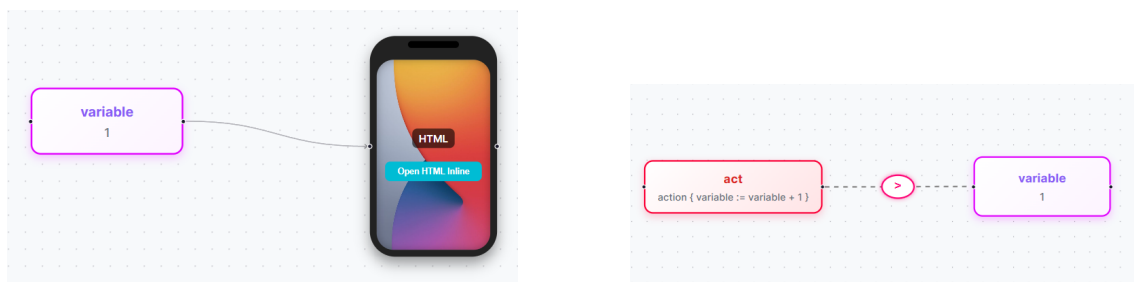 variable
1
HTML
Open HTML Inline
act
action { variable := variable + 1 }
>
variable
1